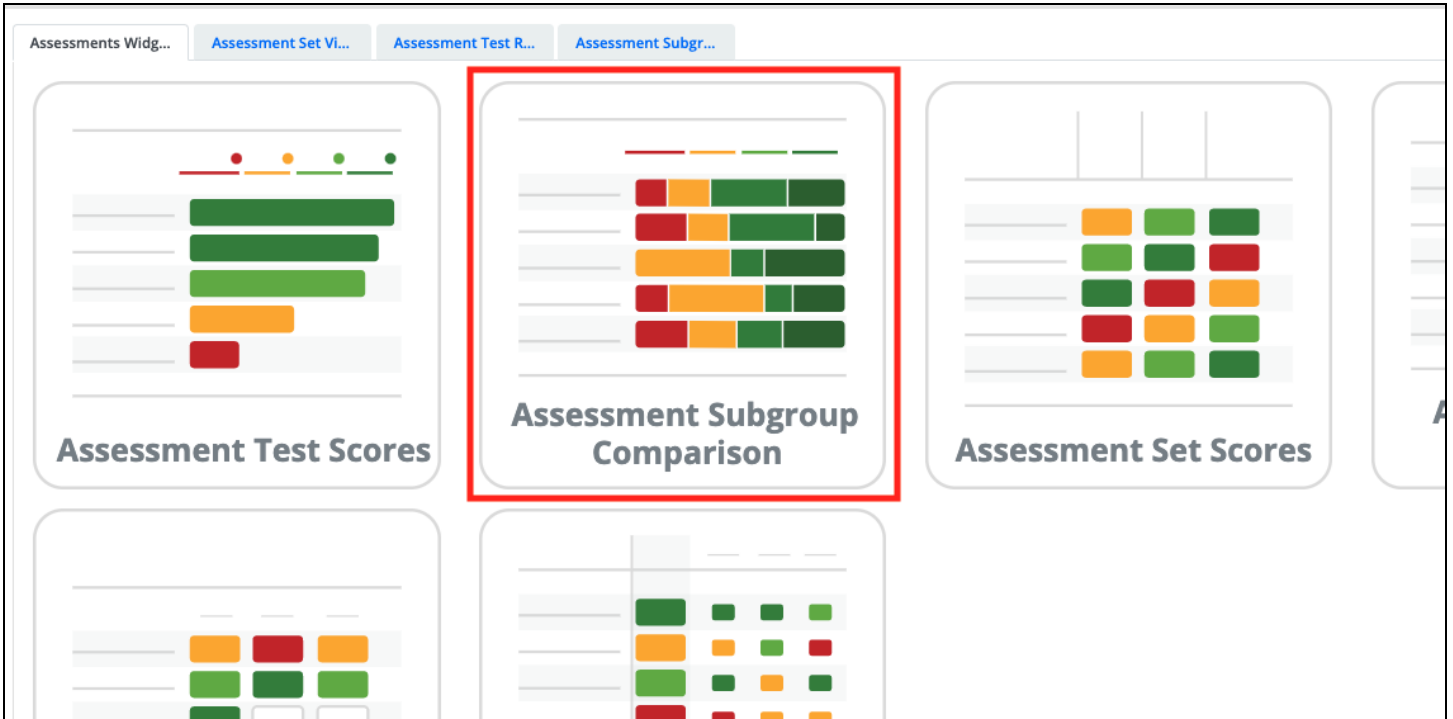 Assessments Widg...
Assessment Set Vi...
Assessment Test R...
Assessment Subgr...
Assessment Test Scores
Assessment Subgroup
Comparison
Assessment Set Scores